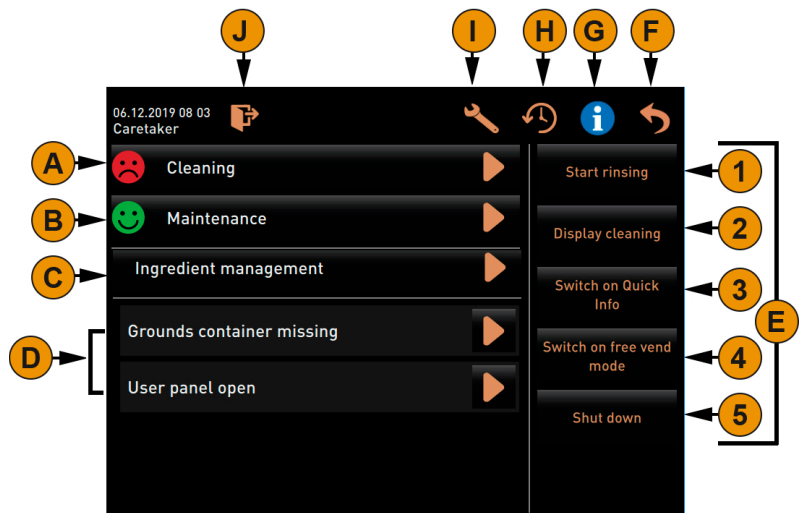 J
I
H
G
F
06.12.2019 08 03
Caretaker
i
A
Cleaning
Start rinsing
1
B
Maintenance
Display cleaning
2
C
Ingredient management
Switch on Quick
Info
3
E
D
Grounds container missing
Switch on free vend
mode
4
User panel open
Shut down
5